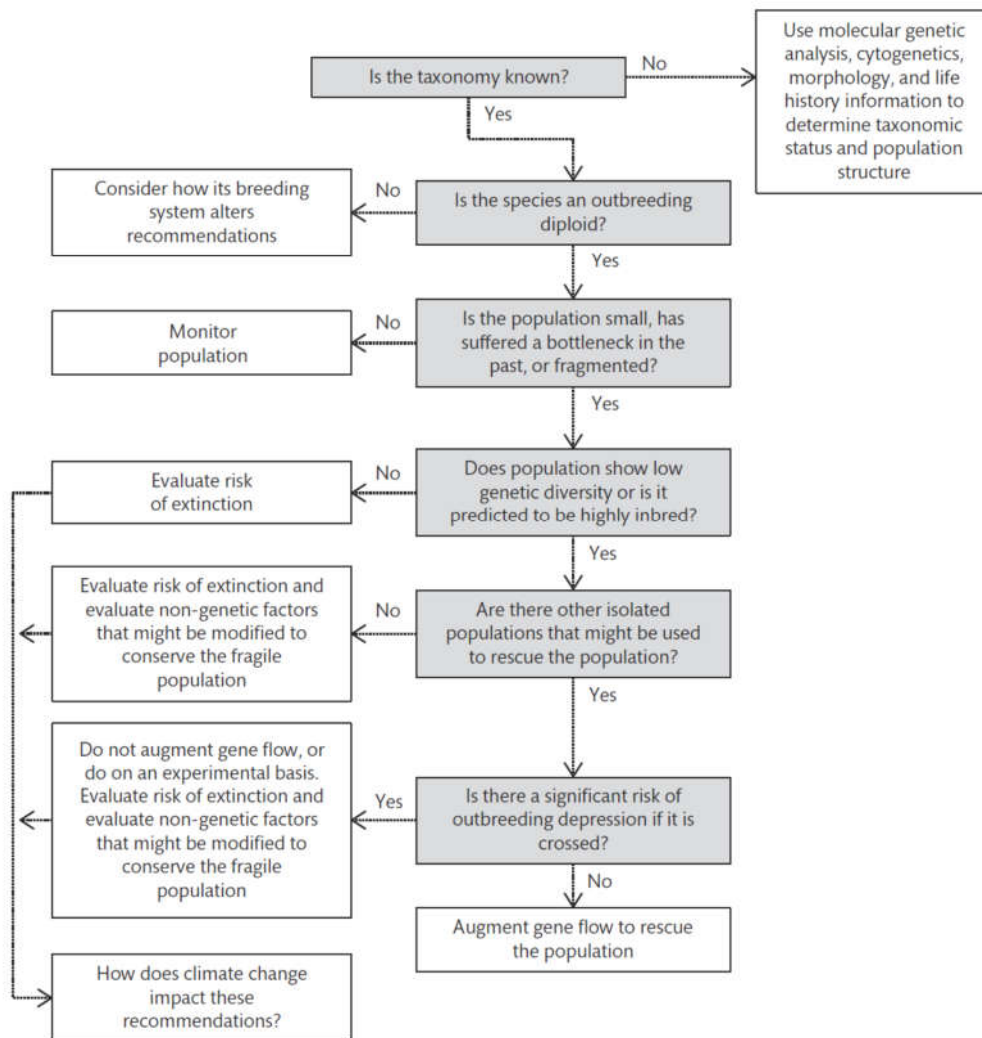 Is the taxonomy known?
No
Use molecular genetic
analysis, cytogenetics,
morphology, and life
history information to
determine taxonomic
status and population
structure
Yes
Consider how its breeding
system alters
recommendations
No
Is the species an outbreeding
diploid?
Yes
Monitor
population
No
Is the population small, has
suffered a bottleneck in the
past, or fragmented?
Yes
Evaluate risk
of extinction
No
Does population show low
genetic diversity or is it
predicted to be highly inbred?
Yes
Evaluate risk of extinction and
evaluate non-genetic factors
that might be modified to
conserve the fragile
population
No
Are there other isolated
populations that might be used
to rescue the population?
Yes
Do not augment gene flow, or
do on an experimental basis.
Evaluate risk of extinction and
evaluate non-genetic factors
that might be modified to
conserve the fragile
population
Yes
Is there a significant risk of
outbreeding depression if it is
crossed?
No
Augment gene flow to rescue
the population
How does climate change
impact these
recommendations?